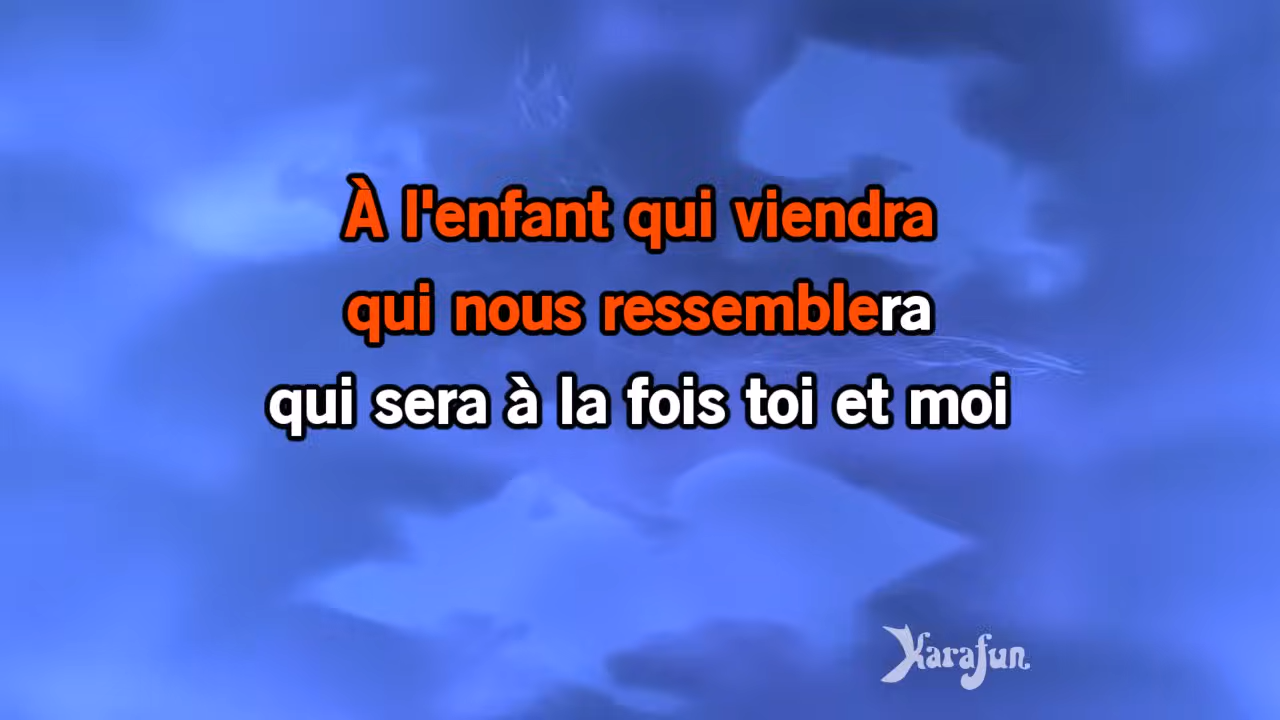 À l'enfant qui viendra
qui nous ressemblera
qui sera à la fois toi et moi
Karafun